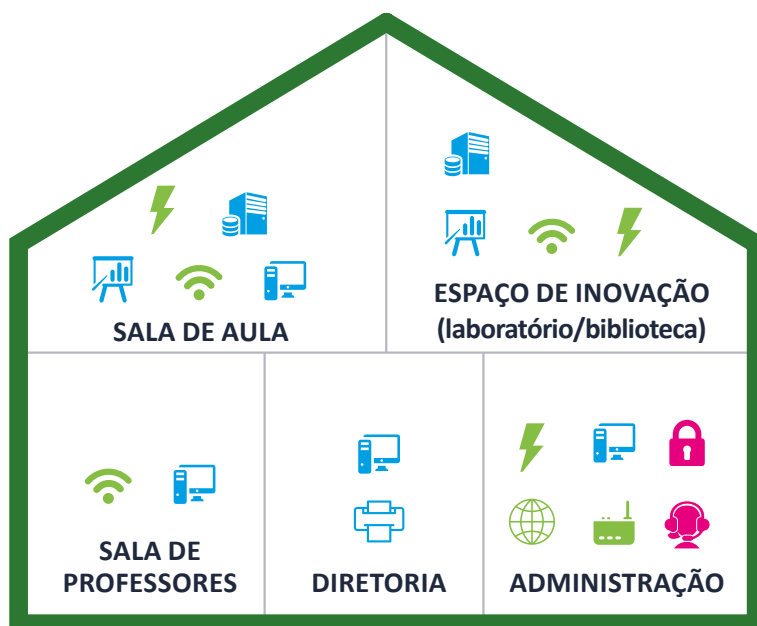 SALA DE AULA
ESPAÇO DE INOVAÇÃO
(laboratório/biblioteca)
SALA DE
PROFESSORES
DIRETORIA
ADMINISTRAÇÃO